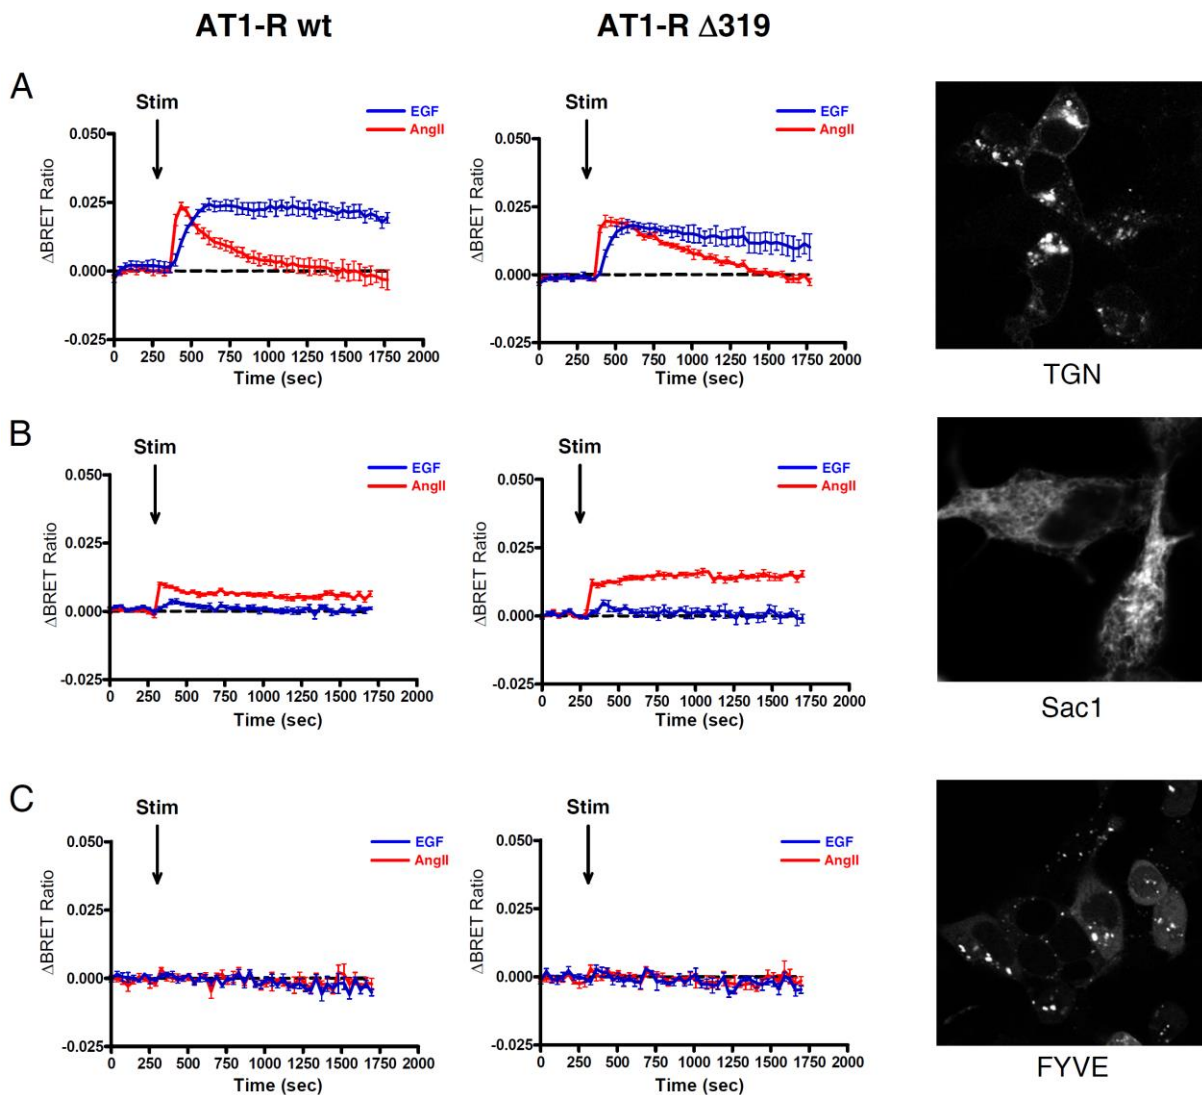 AT1-R wt
AT1-R Δ319
A
Stim
EGF
AngII
0.050
0.025
0.000
-0.025
ΔBRET Ratio
0 250 500 750 1000 1250 1500 1750 2000
Time (sec)
Stim
EGF
AngII
0.050
0.025
0.000
-0.025
ΔBRET Ratio
0 250 500 750 1000 1250 1500 1750 2000
Time (sec)
TGN
B
Stim
EGF
AngII
0.050
0.025
0.000
-0.025
ΔBRET Ratio
0 250 500 750 1000 1250 1500 1750 2000
Time (sec)
Stim
EGF
AngII
0.050
0.025
0.000
-0.025
ΔBRET Ratio
0 250 500 750 1000 1250 1500 1750 2000
Time (sec)
Sac1
C
Stim
EGF
AngII
0.050
0.025
0.000
-0.025
ΔBRET Ratio
0 250 500 750 1000 1250 1500 1750 2000
Time (sec)
Stim
EGF
AngII
0.050
0.025
0.000
-0.025
ΔBRET Ratio
0 250 500 750 1000 1250 1500 1750 2000
Time (sec)
FYVE